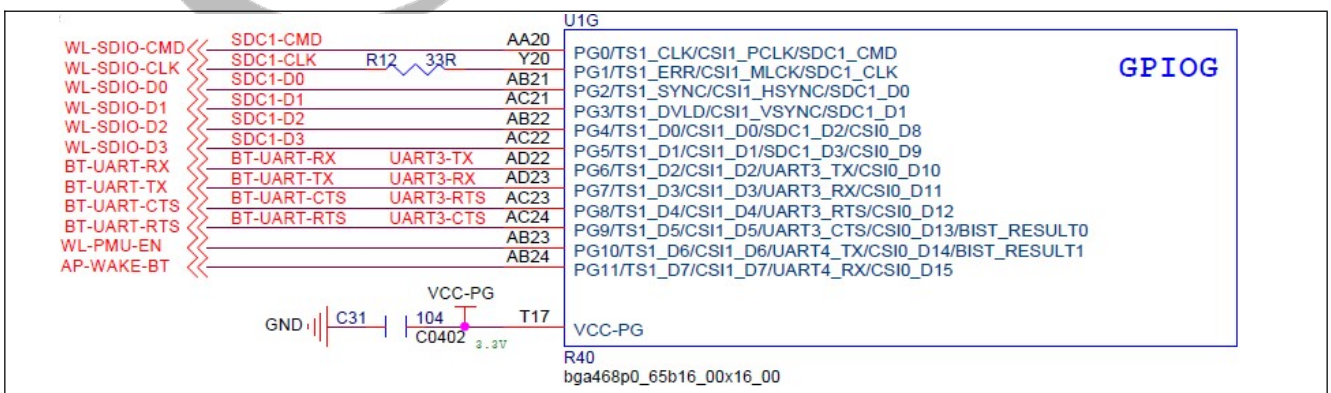 U1G
WL-SDIO-CMD SDC1-CMD AA20 PG0/TS1_CLK/CSI1_PCLK/SDC1_CMD
WL-SDIO-CLK SDC1-CLK R12 33R Y20 PG1/TS1_ERR/CSI1_MLCK/SDC1_CLK
WL-SDIO-D0 SDC1-D0 AB21 PG2/TS1_SYNC/CSI1_HSYNC/SDC1_D0
WL-SDIO-D1 SDC1-D1 AC21 PG3/TS1_DVLD/CSI1_VSYNC/SDC1_D1
WL-SDIO-D2 SDC1-D2 AB22 PG4/TS1_D0/CSI1_D0/SDC1_D2/CSI0_D8
WL-SDIO-D3 SDC1-D3 AC22 PG5/TS1_D1/CSI1_D1/SDC1_D3/CSI0_D9
BT-UART-RX BT-UART-RX UART3-TX AD22 PG6/TS1_D2/CSI1_D2/UART3_TX/CSI0_D10
BT-UART-TX BT-UART-TX UART3-RX AD23 PG7/TS1_D3/CSI1_D3/UART3_RX/CSI0_D11
BT-UART-CTS BT-UART-CTS UART3-RTS AC23 PG8/TS1_D4/CSI1_D4/UART3_RTS/CSI0_D12
BT-UART-RTS BT-UART-RTS UART3-CTS AC24 PG9/TS1_D5/CSI1_D5/UART3_CTS/CSI0_D13/BIST_RESULT0
WL-PMU-EN AB23 PG10/TS1_D6/CSI1_D6/UART4_TX/CSI0_D14/BIST_RESULT1
AP-WAKE-BT AB24 PG11/TS1_D7/CSI1_D7/UART4_RX/CSI0_D15
GPIOG
VCC-PG
GND C31 104 T17 VCC-PG
C0402 3.3V
R40
bga468p0_65b16_00x16_00